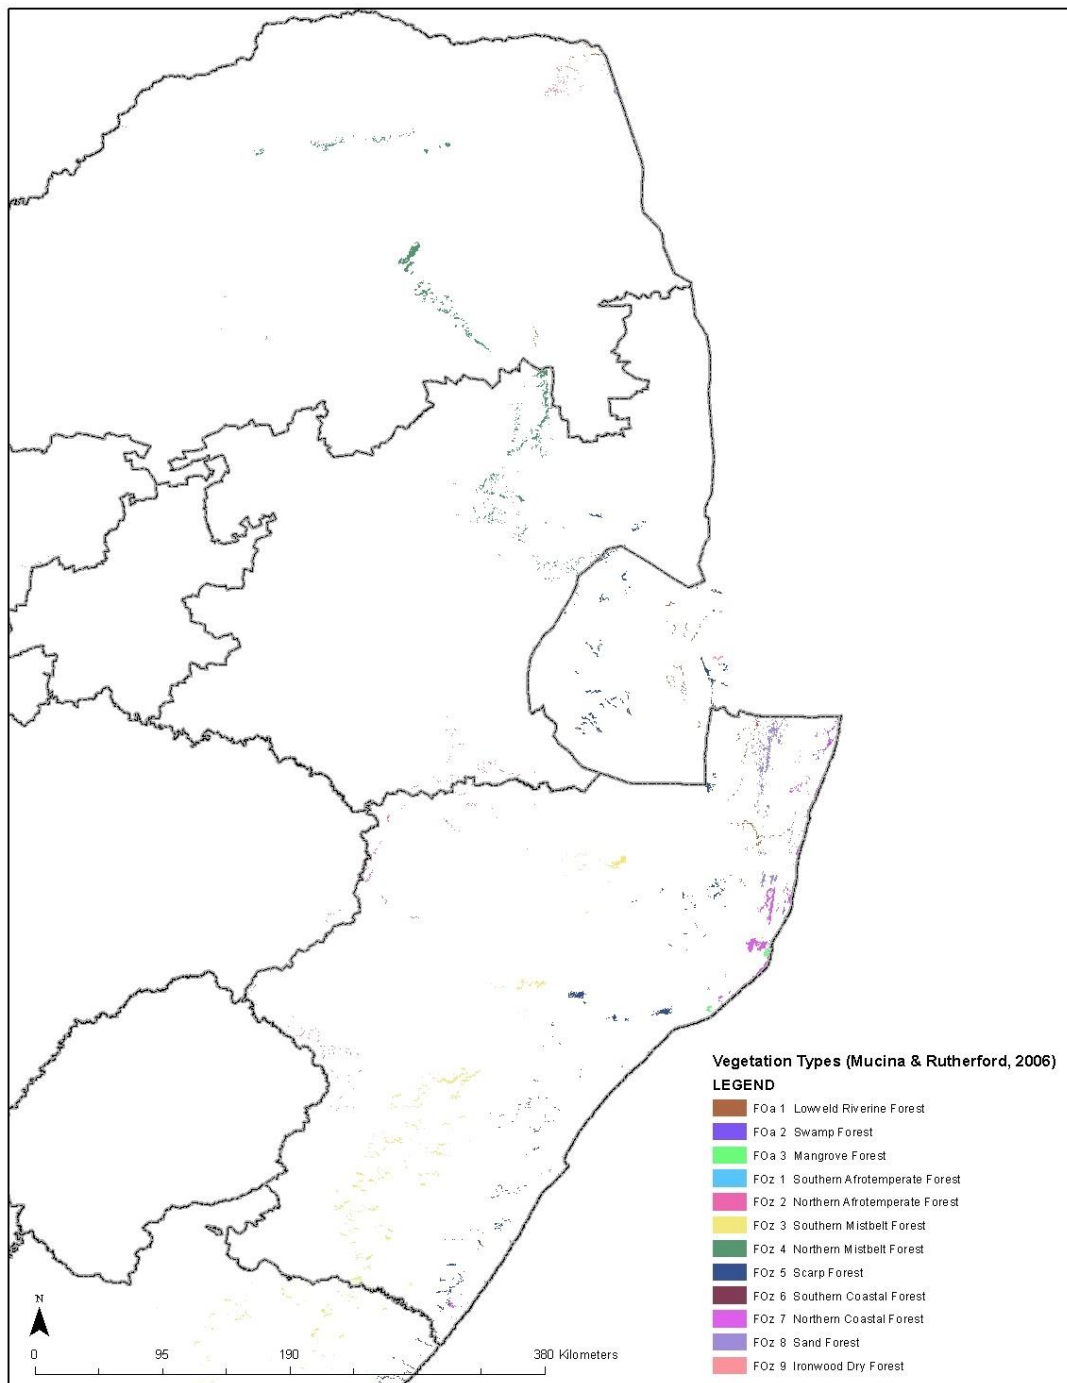 Vegetation Types (Mucina & Rutherford, 2006)
LEGEND
FOa 1 Lowveld Riverine Forest
FOa 2 Swamp Forest
FOa 3 Mangrove Forest
FOz 1 Southern Afrotemperate Forest
FOz 2 Northern Afrotemperate Forest
FOz 3 Southern Mistbelt Forest
FOz 4 Northern Mistbelt Forest
FOz 5 Scarp Forest
FOz 6 Southern Coastal Forest
FOz 7 Northern Coastal Forest
FOz 8 Sand Forest
FOz 9 Ironwood Dry Forest
N
0 95 190 380 Kilometers